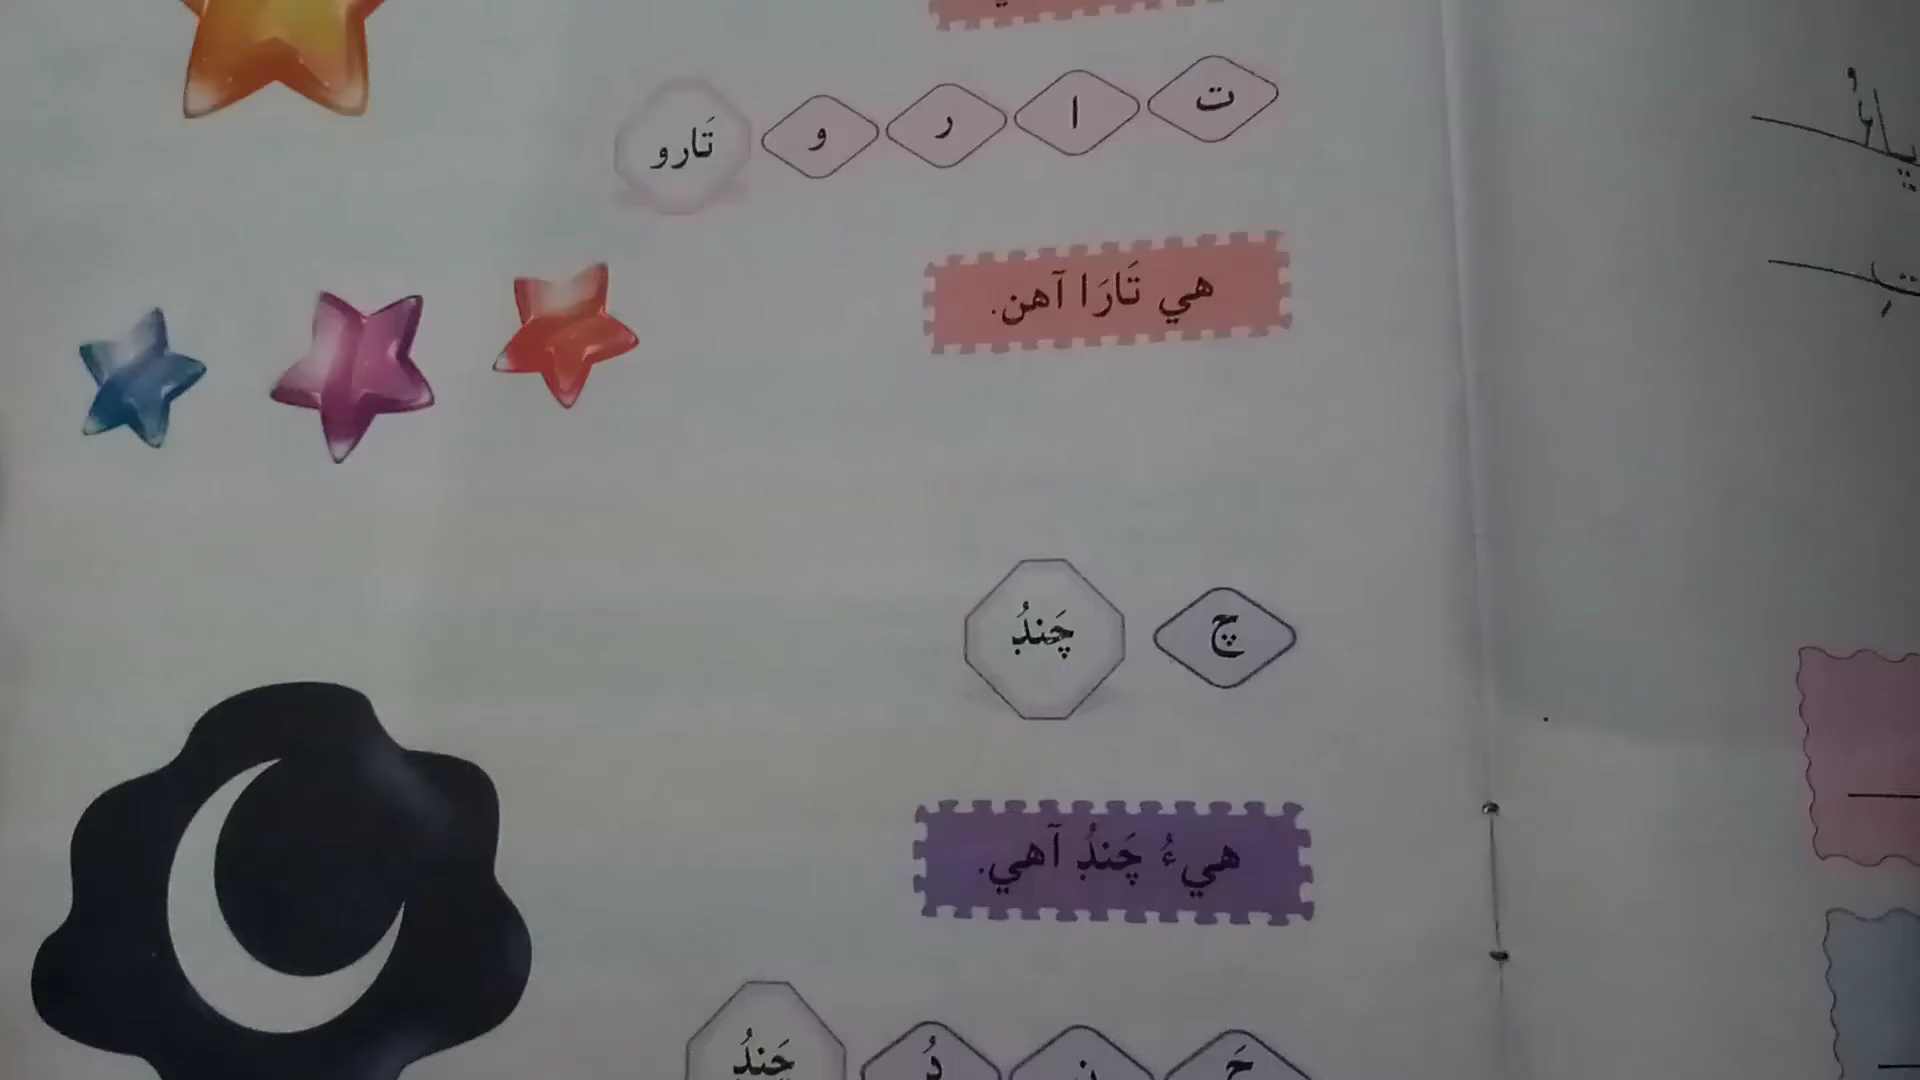 ت ا ر و تَارو
هي تَارَا آهن.
چ چَنڊُ
هيءُ چَنڊُ آهي.
چَنڊُ